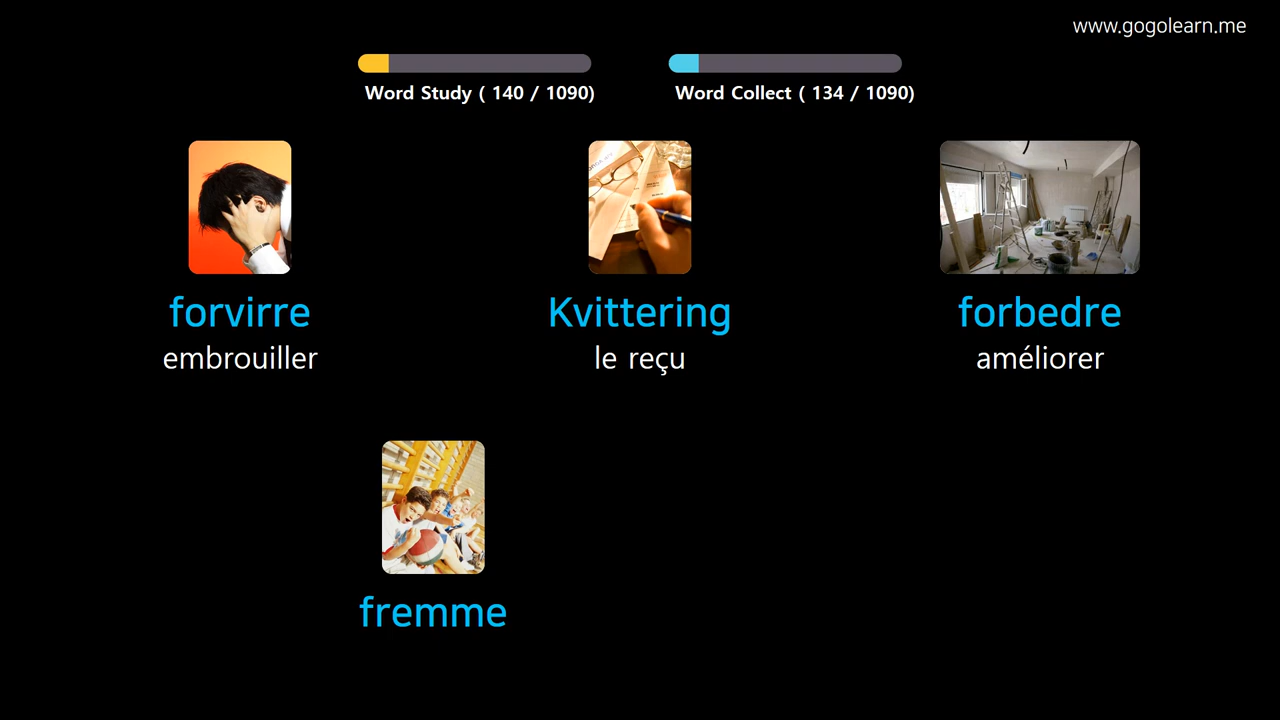 www.gogolearn.me
Word Study ( 140 / 1090)
Word Collect ( 134 / 1090)
forvirre
Kvittering
forbedre
embrouiller
le reçu
améliorer
fremme